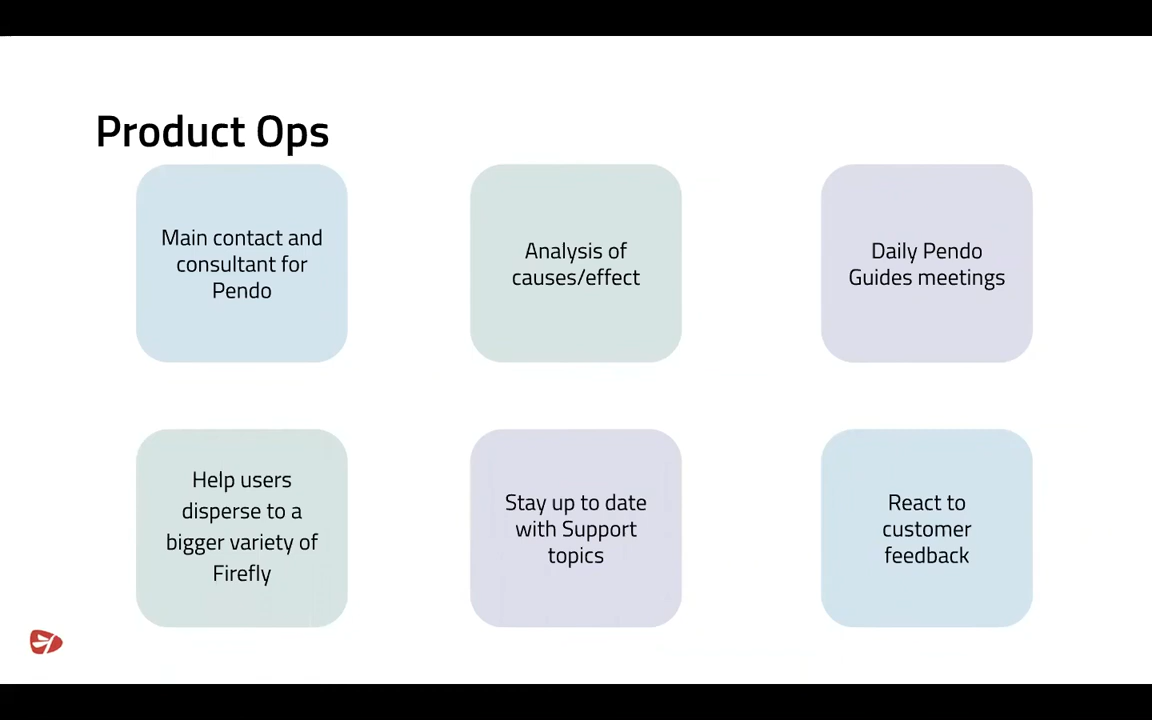 Product Ops
Main contact and
consultant for
Pendo
Analysis of
causes/effect
Daily Pendo
Guides meetings
Help users
disperse to a
bigger variety of
Firefly
Stay up to date
with Support
topics
React to
customer
feedback